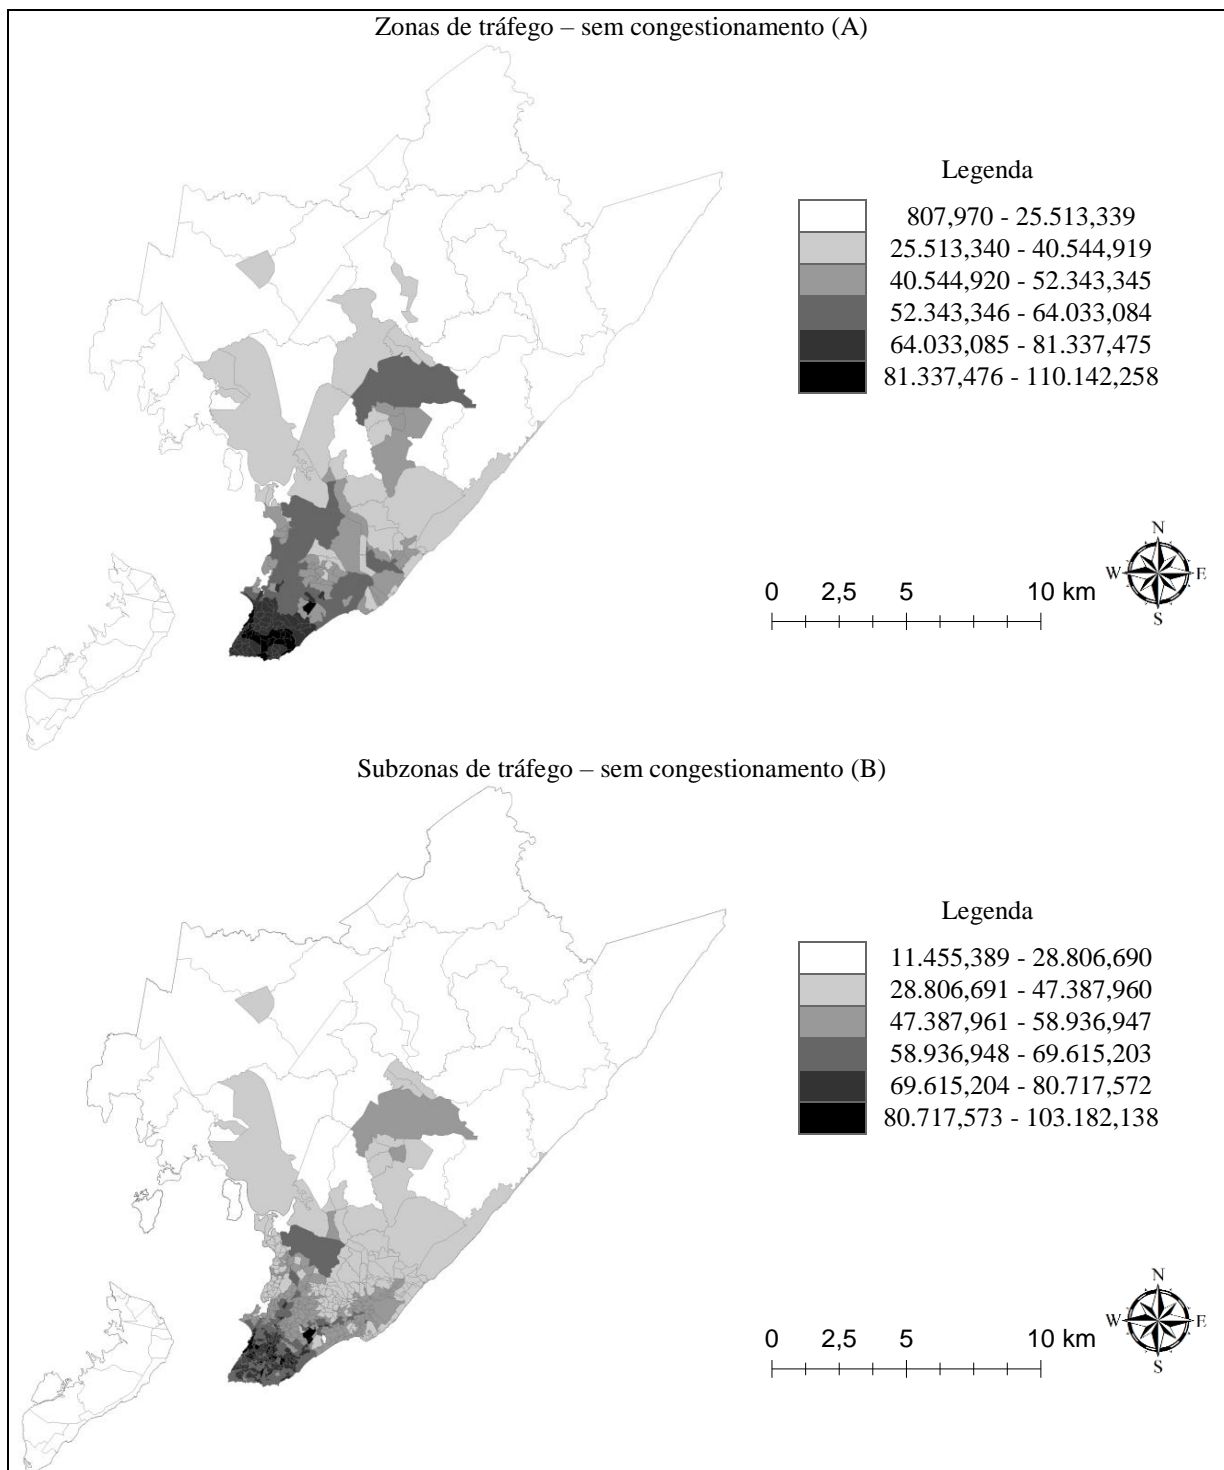 Zonas de tráfego – sem congestionamento (A)
Legenda
807,970 - 25.513,339
25.513,340 - 40.544,919
40.544,920 - 52.343,345
52.343,346 - 64.033,084
64.033,085 - 81.337,475
81.337,476 - 110.142,258
N
W E
S
0 2,5 5 10 km
Subzonas de tráfego – sem congestionamento (B)
Legenda
11.455,389 - 28.806,690
28.806,691 - 47.387,960
47.387,961 - 58.936,947
58.936,948 - 69.615,203
69.615,204 - 80.717,572
80.717,573 - 103.182,138
N
W E
S
0 2,5 5 10 km